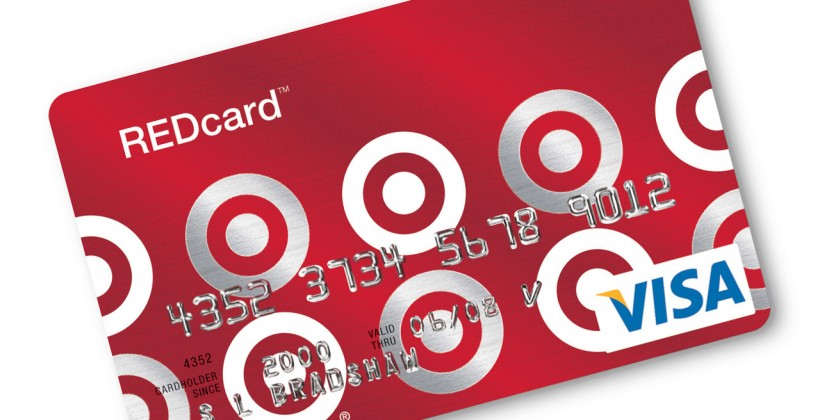 REDcard™
4352 3734 5678 9012
4352
VALID
THRU
06/08 V
CARDHOLDER
SINCE
2000
S L BRADSHAW
VISA
®